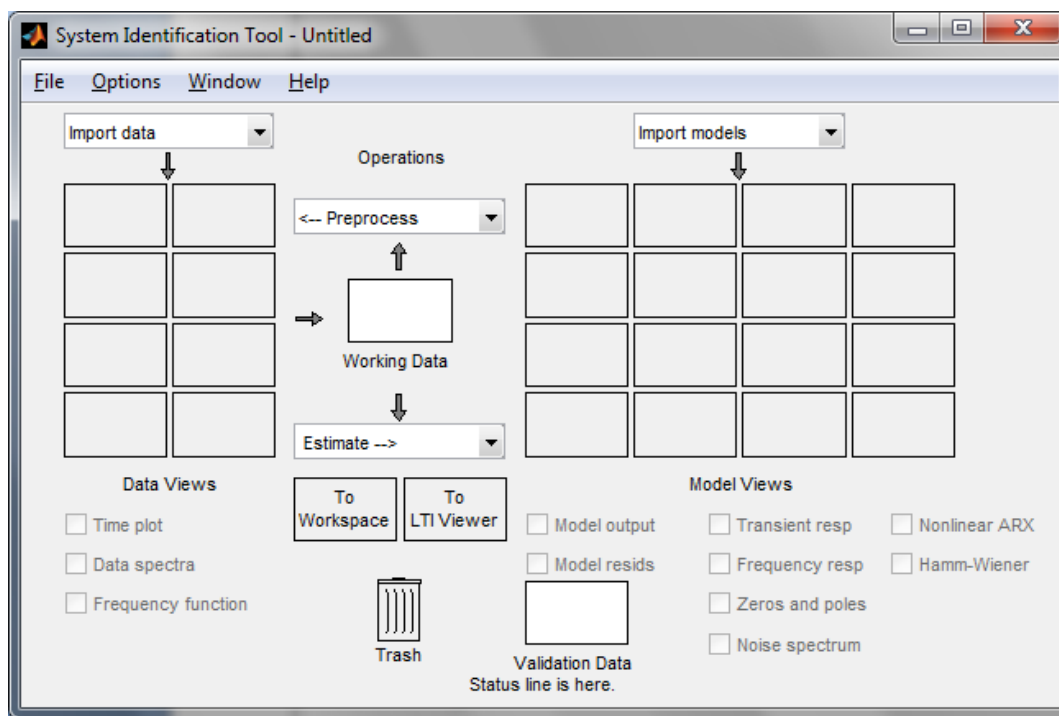 System Identification Tool - Untitled
File Options Window Help
Import data
Import models
Operations
<-- Preprocess
Working Data
Estimate -->
Data Views
To Workspace
To LTI Viewer
Model Views
Time plot
Data spectra
Frequency function
Model output
Model resids
Transient resp
Frequency resp
Zeros and poles
Noise spectrum
Nonlinear ARX
Hamm-Wiener
Trash
Validation Data
Status line is here.